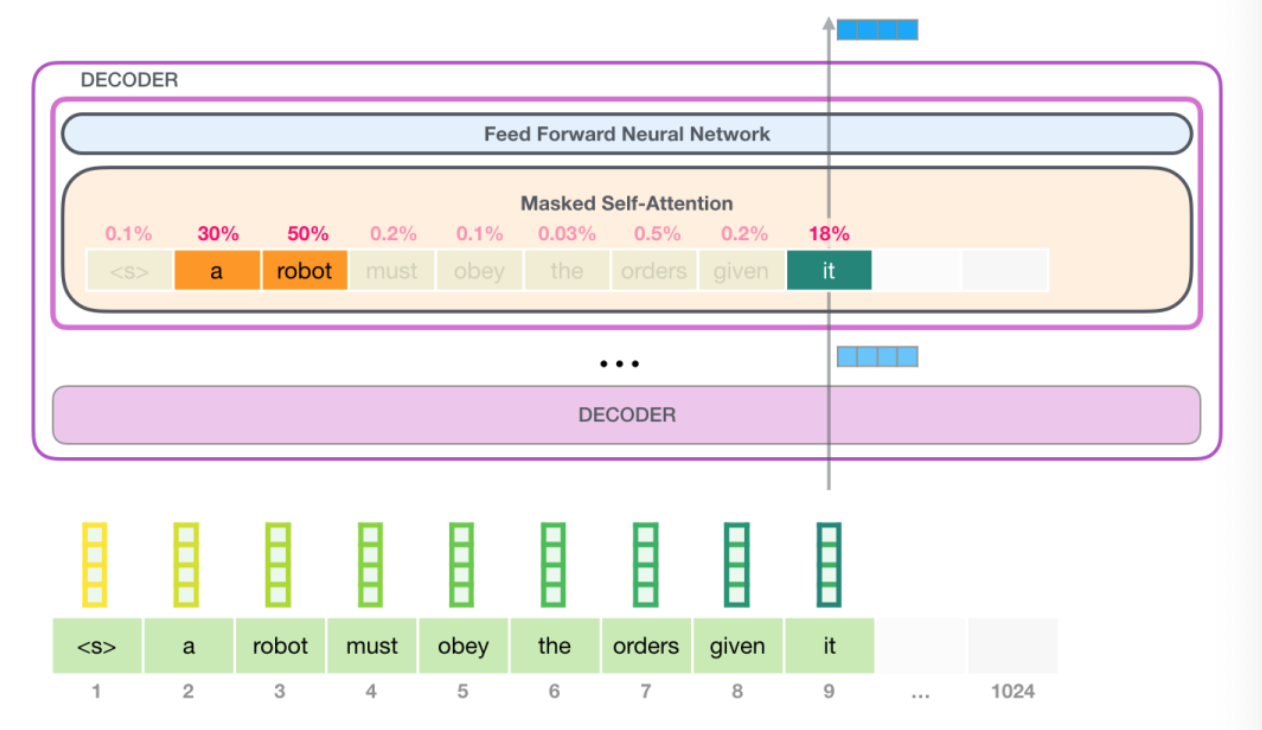 DECODER
Feed Forward Neural Network
Masked Self-Attention
0.1% 30% 50% 0.2% 0.1% 0.03% 0.5% 0.2% 18%
<s> a robot must obey the orders given it
...
DECODER
<s> a robot must obey the orders given it
1 2 3 4 5 6 7 8 9 ... 1024